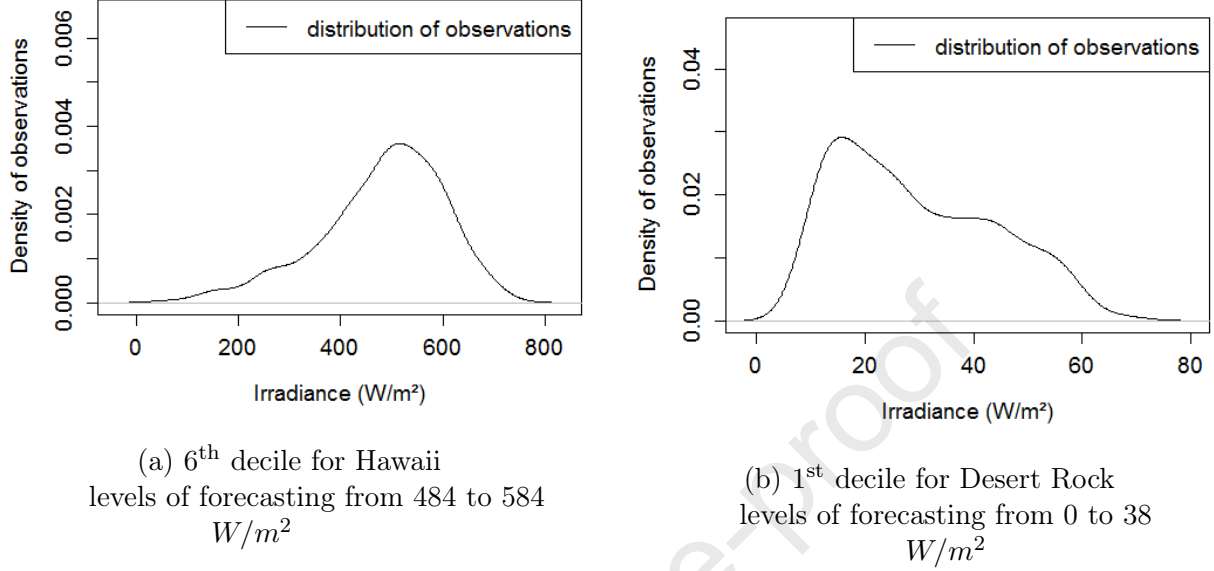 distribution of observations
Density of observations
0.006
0.004
0.002
0.000
0
200
400
600
800
Irradiance (W/m²)
(a) 6th decile for Hawaii
levels of forecasting from 484 to 584
W/m²
distribution of observations
Density of observations
0.04
0.02
0.00
0
20
40
60
80
Irradiance (W/m²)
(b) 1st decile for Desert Rock
levels of forecasting from 0 to 38
W/m²
e-proof